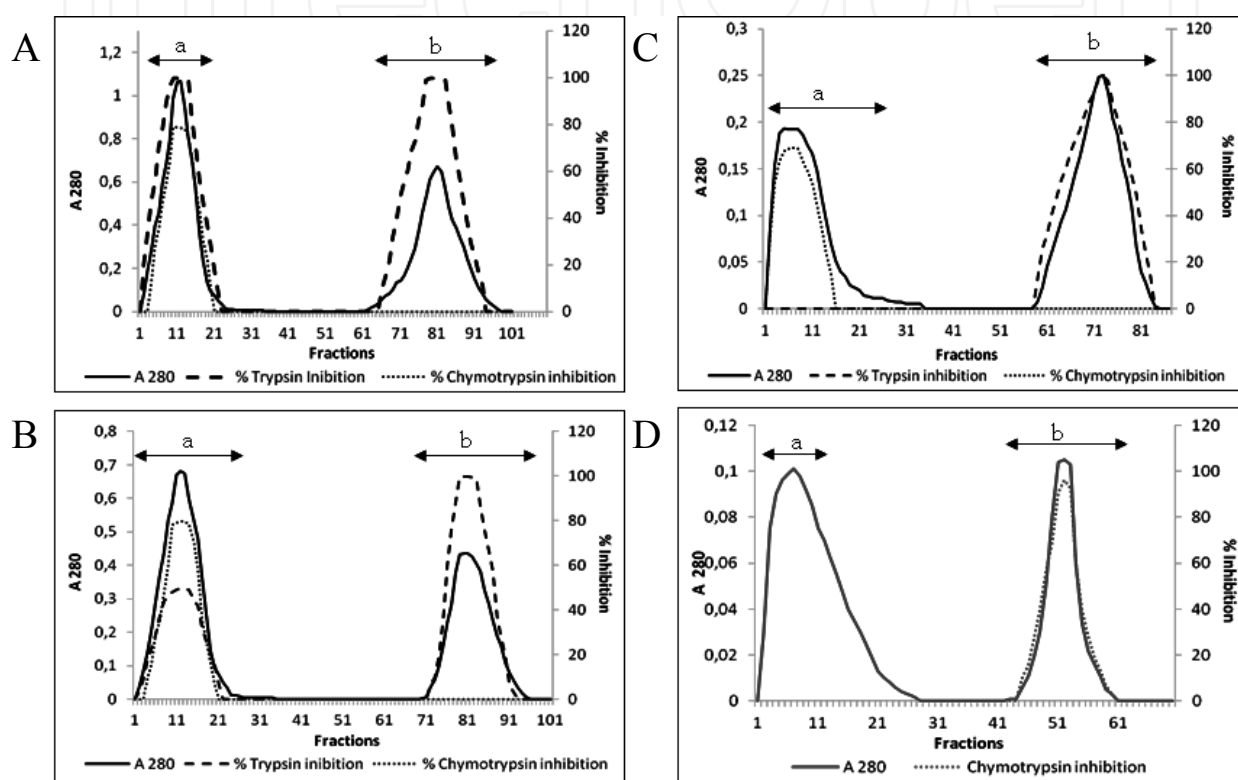 A
a
b
1,2
1
0,8
0,6
0,4
0,2
0
A 280
120
100
80
60
40
20
0
% Inhibition
1 11 21 31 41 51 61 71 81 91 101
Fractions
A 280 % Trypsin Inibition % Chymotrypsin inhibition
B
a
b
0,8
0,7
0,6
0,5
0,4
0,3
0,2
0,1
0
A 280
120
100
80
60
40
20
0
% Inhibition
1 11 21 31 41 51 61 71 81 91 101
Fractions
A 280 % Trypsin inibition % Chymotrypsin inhibition
C
a
b
0,3
0,25
0,2
0,15
0,1
0,05
0
A 280
120
100
80
60
40
20
0
% Inhibition
1 11 21 31 41 51 61 71 81
Fractions
A 280 % Trypsin inhibition % Chymotrypsin inhibition
D
a
b
0,12
0,1
0,08
0,06
0,04
0,02
0
A 280
120
100
80
60
40
20
0
% Inhibition
1 11 21 31 41 51 61
Fractions
A 280 Chymotrypsin inhibition